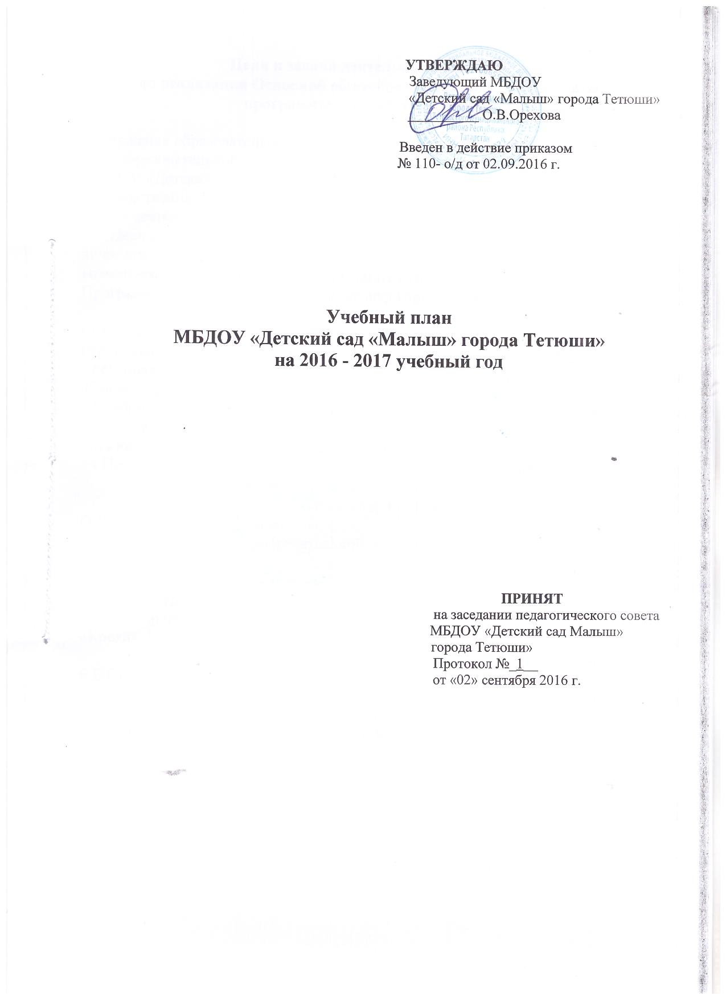 УТВЕРЖДАЮ
Заведующий МБДОУ
«Детский сад «Малыш» города Тетюши»
__________ О.В.Орехова
Введен в действие приказом
№ 110- о/д от 02.09.2016 г.
Учебный план
МБДОУ «Детский сад «Малыш» города Тетюши»
на 2016 - 2017 учебный год
ПРИНЯТ
на заседании педагогического совета
МБДОУ «Детский сад Малыш»
города Тетюши»
Протокол №_1__
от «02» сентября 2016 г.